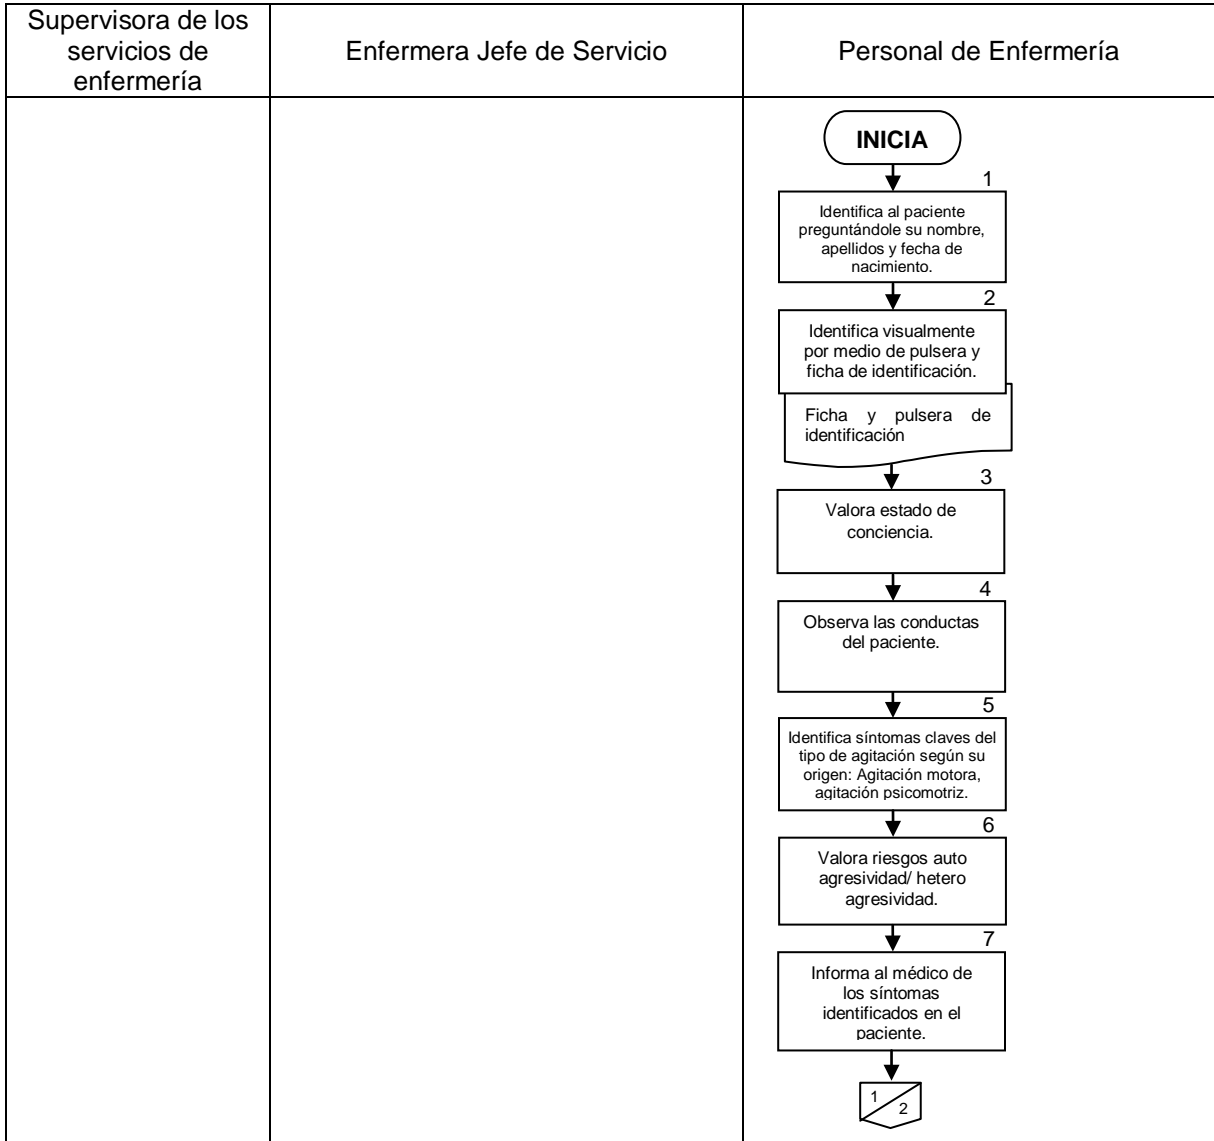 Supervisora de los
servicios de
enfermería
Enfermera Jefe de Servicio
Personal de Enfermería
INICIA
1
Identifica al paciente
preguntándole su nombre,
apellidos y fecha de
nacimiento.
2
Identifica visualmente
por medio de pulsera y
ficha de identificación.
Ficha y pulsera de
identificación
3
Valora estado de
conciencia.
4
Observa las conductas
del paciente.
5
Identifica síntomas claves del
tipo de agitación según su
origen: Agitación motora,
agitación psicomotriz.
6
Valora riesgos auto
agresividad/ hetero
agresividad.
7
Informa al médico de
los síntomas
identificados en el
paciente.
1
2